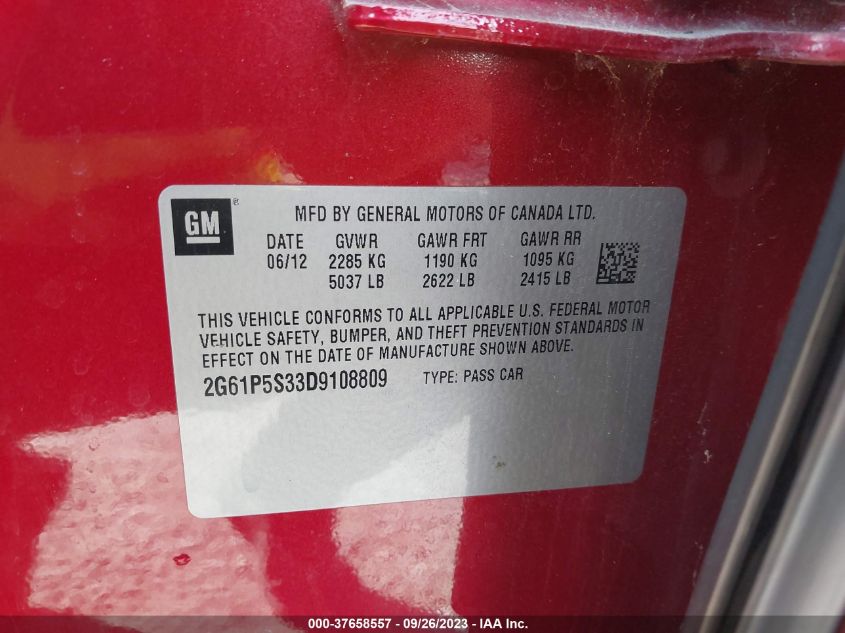 GM ®
MFD BY GENERAL MOTORS OF CANADA LTD.
DATE GVWR GAWR FRT GAWR RR
06/12 2285 KG 1190 KG 1095 KG
5037 LB 2622 LB 2415 LB
THIS VEHICLE CONFORMS TO ALL APPLICABLE U.S. FEDERAL MOTOR
VEHICLE SAFETY, BUMPER, AND THEFT PREVENTION STANDARDS IN
EFFECT ON THE DATE OF MANUFACTURE SHOWN ABOVE.
2G61P5S33D9108809 TYPE: PASS CAR
000-37658557 - 09/26/2023 - IAA Inc.